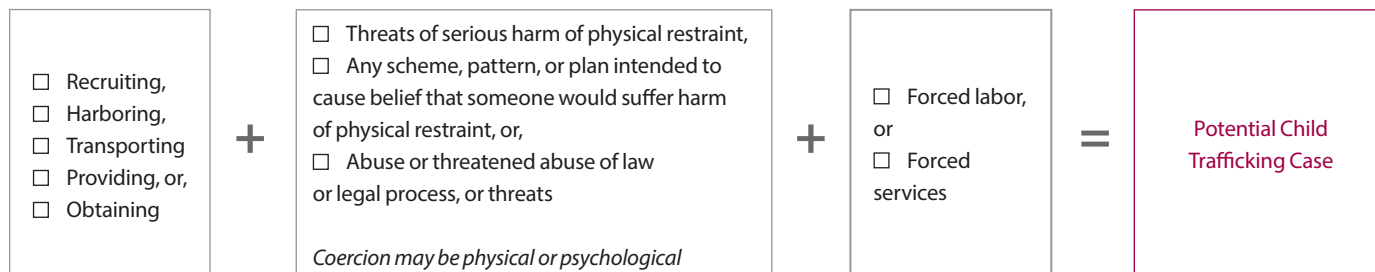 ☐ Recruiting,
☐ Harboring,
☐ Transporting
☐ Providing, or,
☐ Obtaining
+
☐ Threats of serious harm of physical restraint,
☐ Any scheme, pattern, or plan intended to
cause belief that someone would suffer harm
of physical restraint, or,
☐ Abuse or threatened abuse of law
or legal process, or threats
Coercion may be physical or psychological
+
☐ Forced labor,
or
☐ Forced
services
=
Potential Child
Trafficking Case